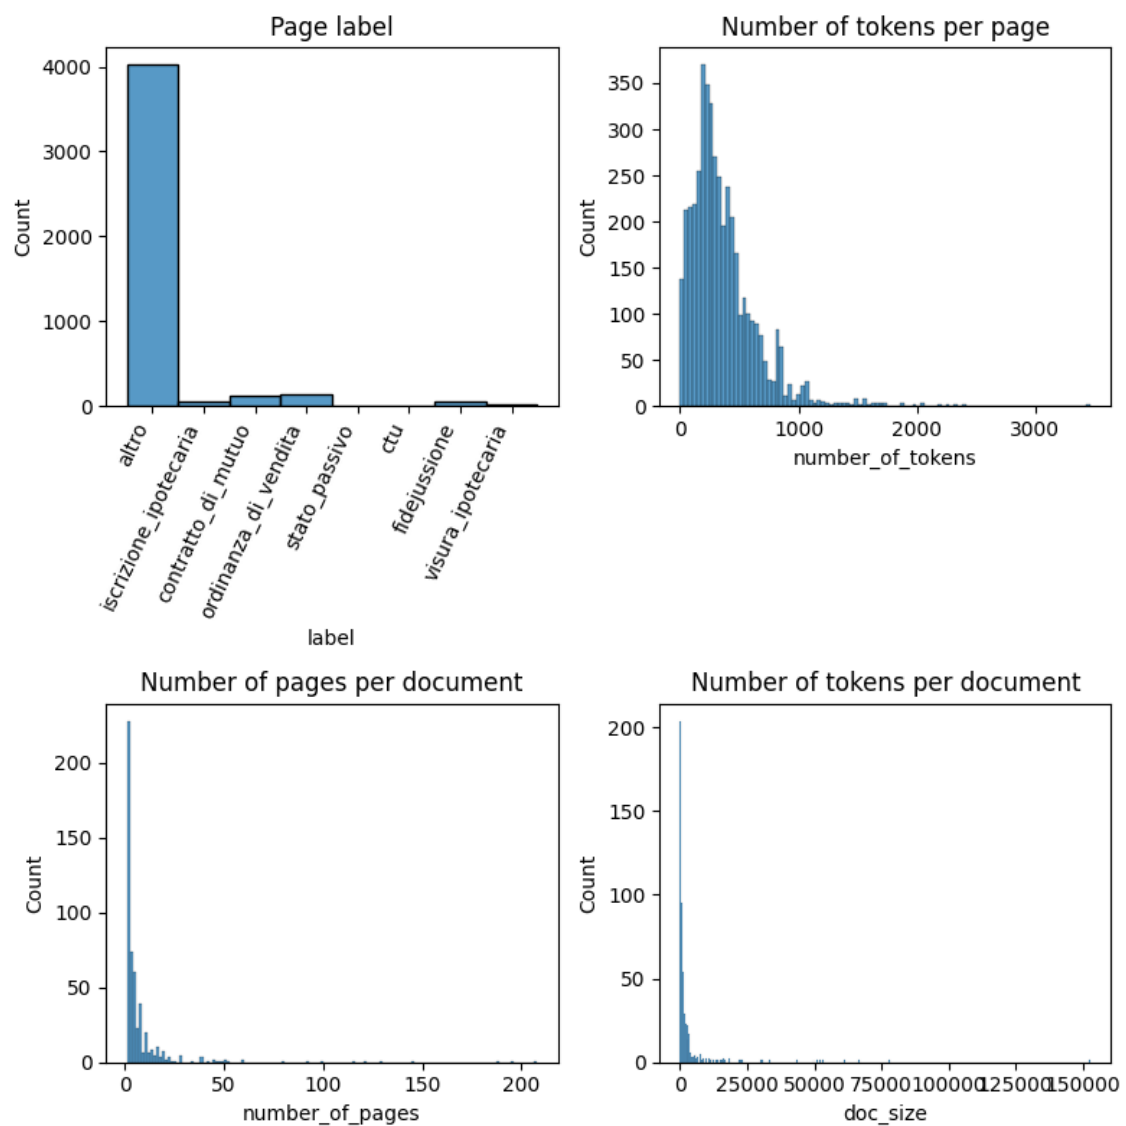 Page label
4000
3000
2000
1000
0
Count
altro
iscrizione_ipotecaria
contratto_di_mutuo
ordinanza_di_vendita
stato_passivo
ctu
fidejussione
visura_ipotecaria
label
Number of tokens per page
350
300
250
200
150
100
50
0
Count
0 1000 2000 3000
number_of_tokens
Number of pages per document
200
150
100
50
0
Count
0 50 100 150 200
number_of_pages
Number of tokens per document
200
150
100
50
0
Count
0 25000 50000 75000 100000 125000 150000
doc_size